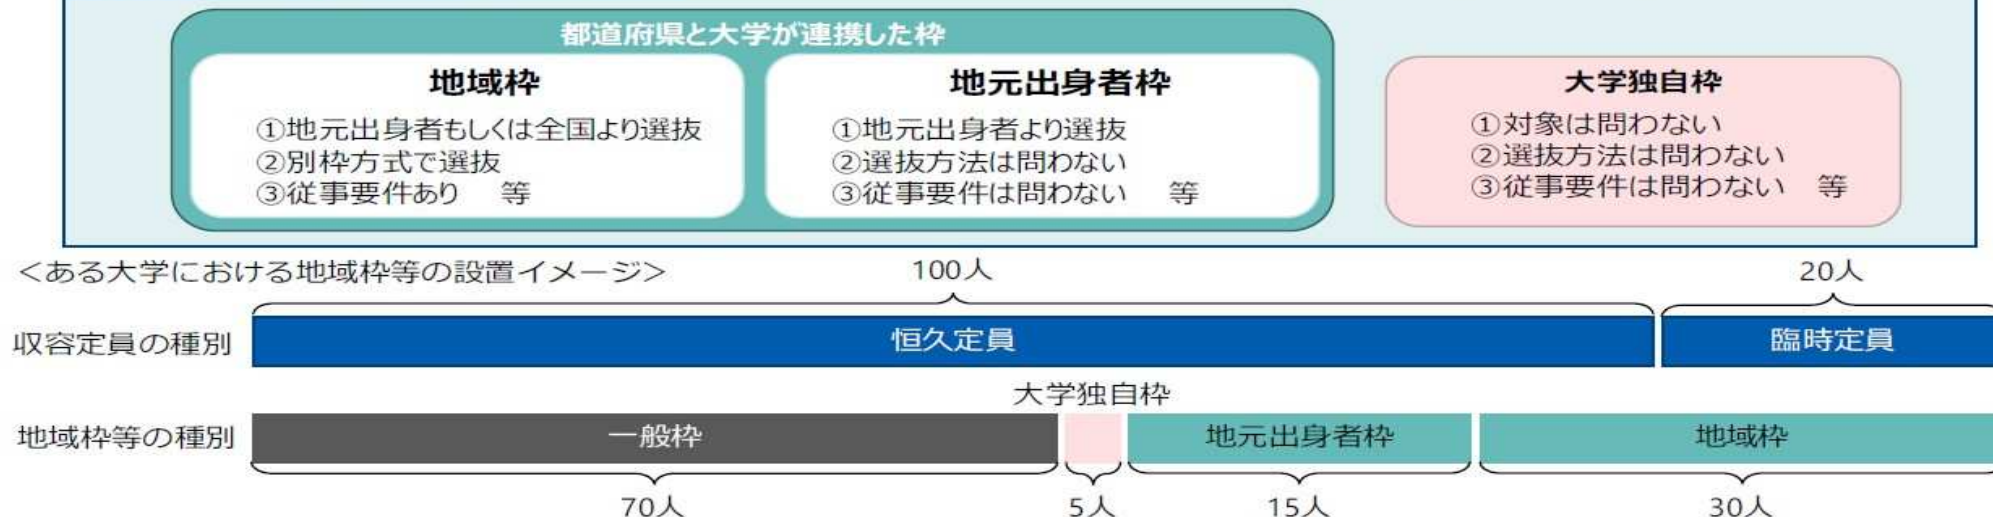 都道府県と大学が連携した枠
地域枠
①地元出身者もしくは全国より選抜
②別枠方式で選抜
③従事要件あり　等
地元出身者枠
①地元出身者より選抜
②選抜方法は問わない
③従事要件は問わない　等
大学独自枠
①対象は問わない
②選抜方法は問わない
③従事要件は問わない　等
＜ある大学における地域枠等の設置イメージ＞
100人
20人
収容定員の種別
恒久定員
臨時定員
大学独自枠
地域枠等の種別
一般枠
地元出身者枠
地域枠
70人
5人
15人
30人